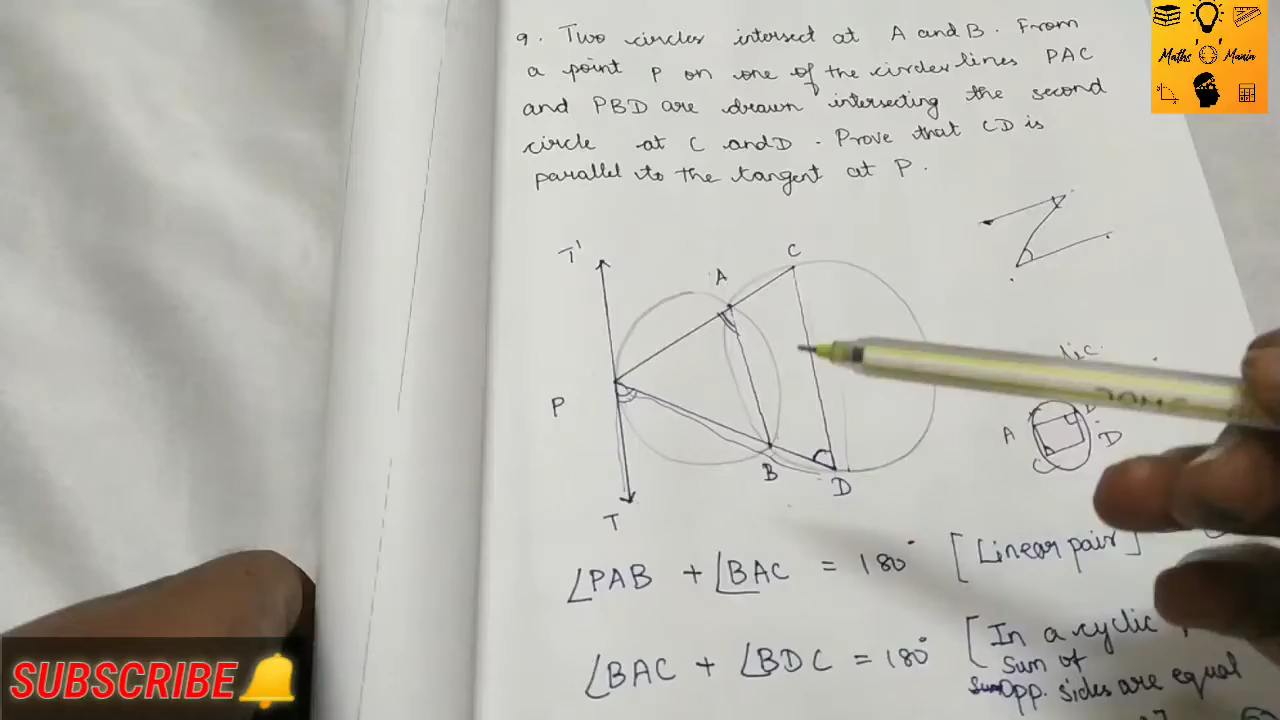 9. Two circles intersect at A and B. From
a point P on one of the circles lines PAC
and PBD are drawn intersecting the second
circle at C and D. Prove that CD is
parallel to the tangent at P.
Maths Mania
T'
A
C
P
B
D
T
A
D
C
∠PAB + ∠BAC = 180° [Linear pair]
∠BAC + ∠BDC = 180° [In a cyclic
Sum of
Opp. sides are equal
SUBSCRIBE